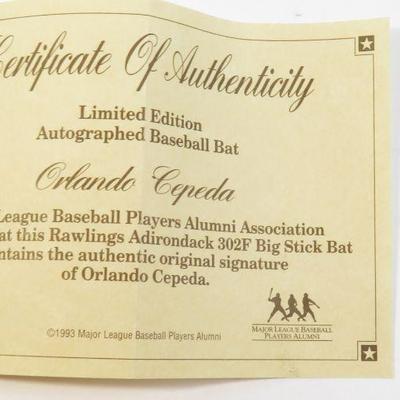 Certificate Of Authenticity
Limited Edition
Autographed Baseball Bat
Orlando Cepeda
League Baseball Players Alumni Association
at this Rawlings Adirondack 302F Big Stick Bat
ntains the authentic original signature
of Orlando Cepeda.
MAJOR LEAGUE BASEBALL
PLAYERS ALUMNI
©1993 Major League Baseball Players Alumni